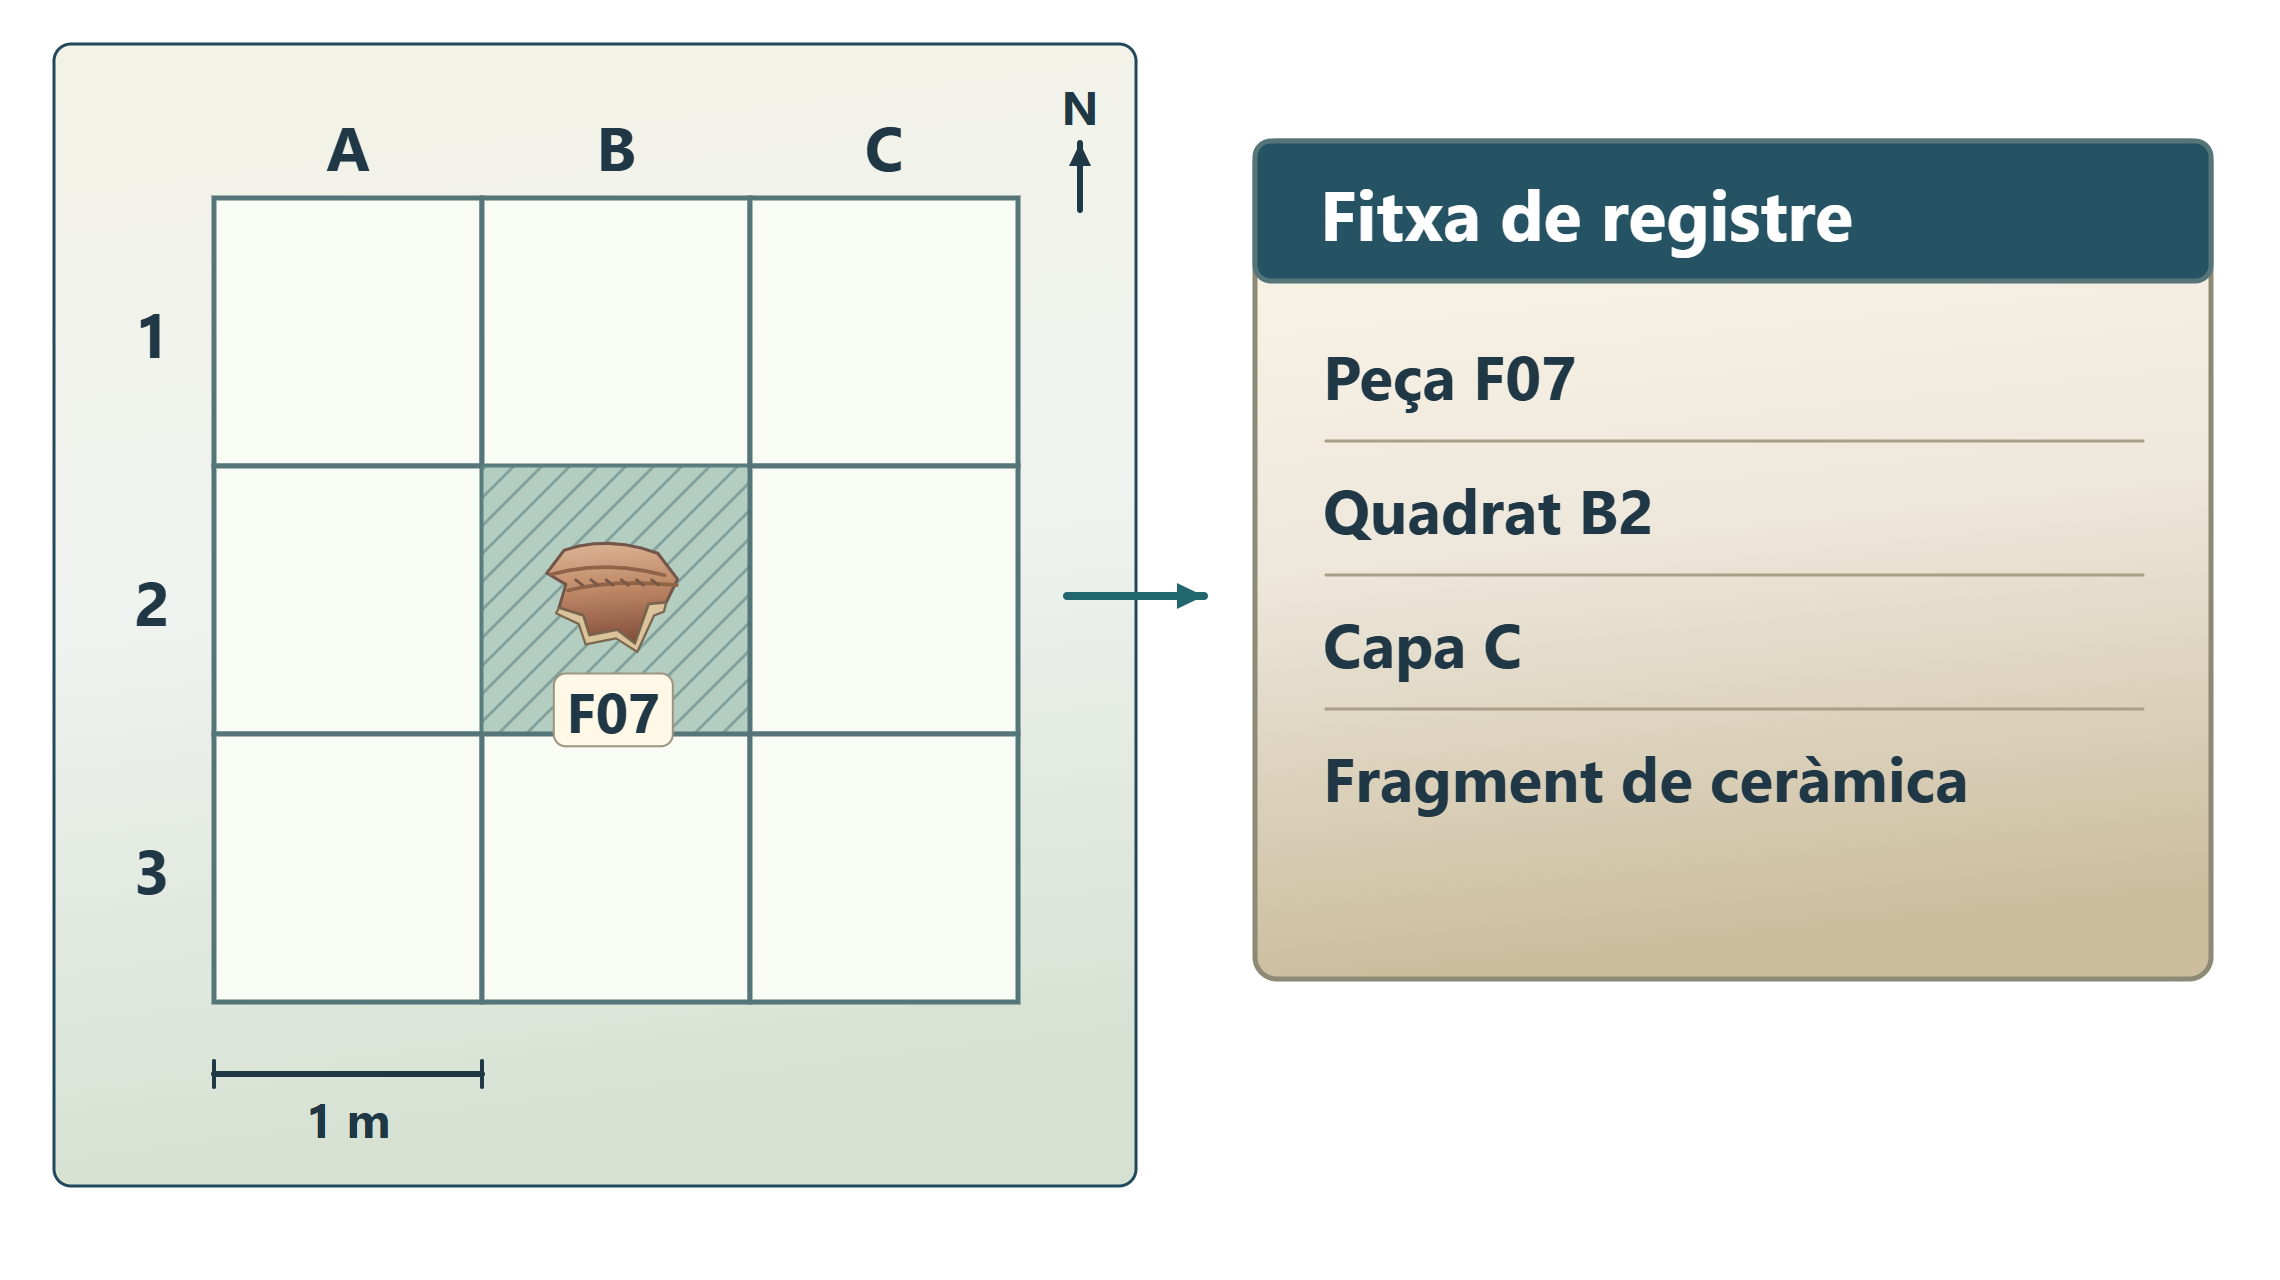 N
A B C
1
2
3
F07
1 m
Fitxa de registre
Peça F07
Quadrat B2
Capa C
Fragment de ceràmica